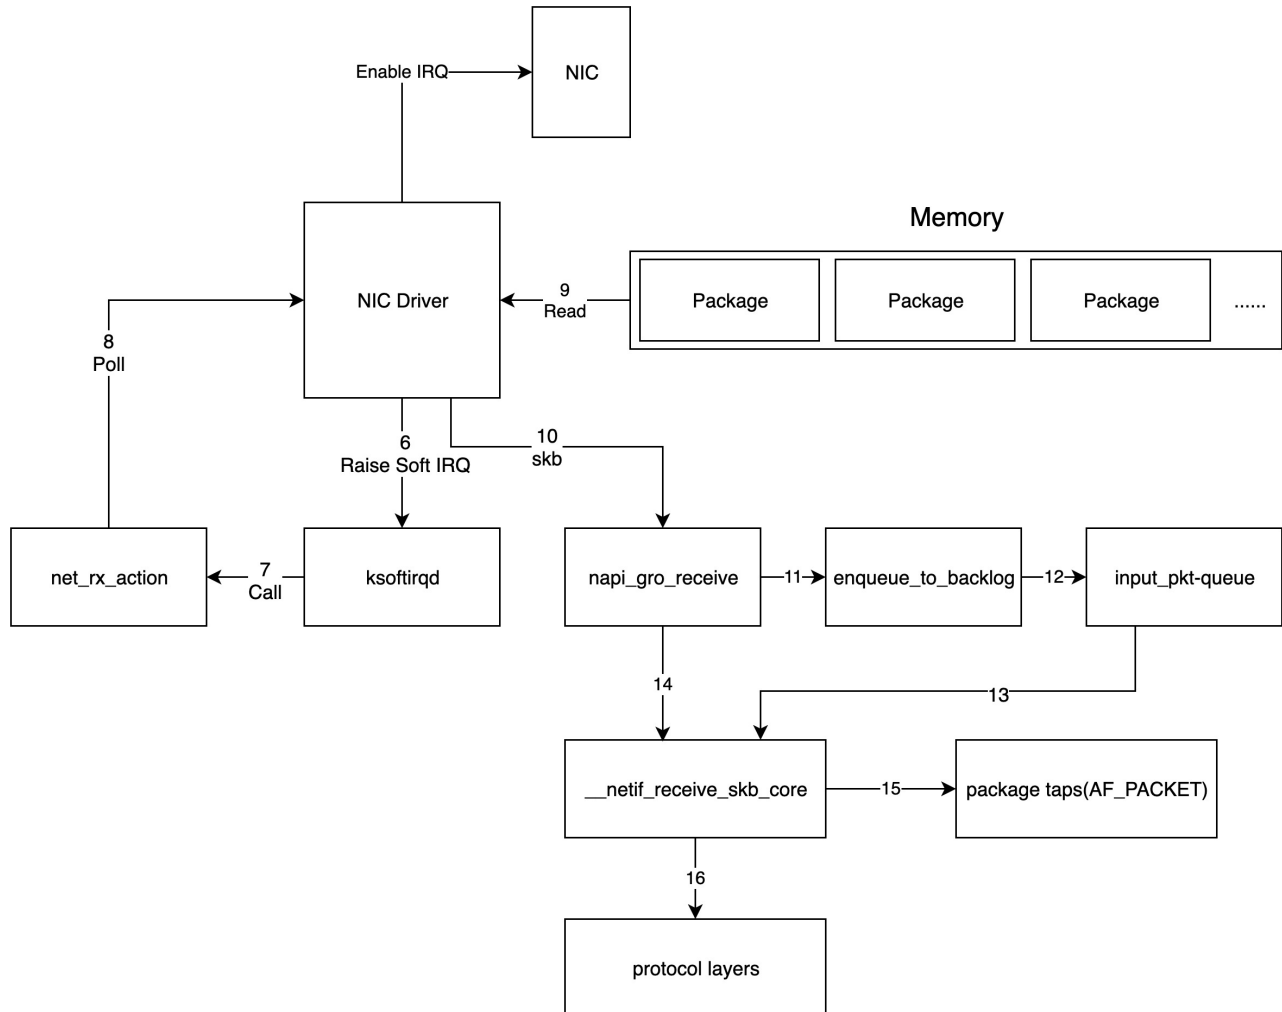 Enable IRQ
NIC
Memory
NIC Driver
9
Read
Package
Package
Package
......
8
Poll
6
Raise Soft IRQ
10
skb
net_rx_action
7
Call
ksoftirqd
napi_gro_receive
11
enqueue_to_backlog
12
input_pkt-queue
14
13
__netif_receive_skb_core
15
package taps(AF_PACKET)
16
protocol layers